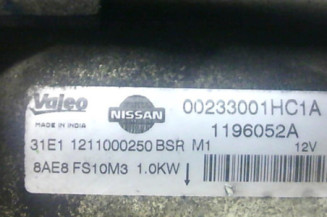 Valeo NISSAN 00233001HC1A
MADE IN INDIA 1196052A
31E1 1211000250 BSR M1 12V
8AE8 FS10M3 1.0KW